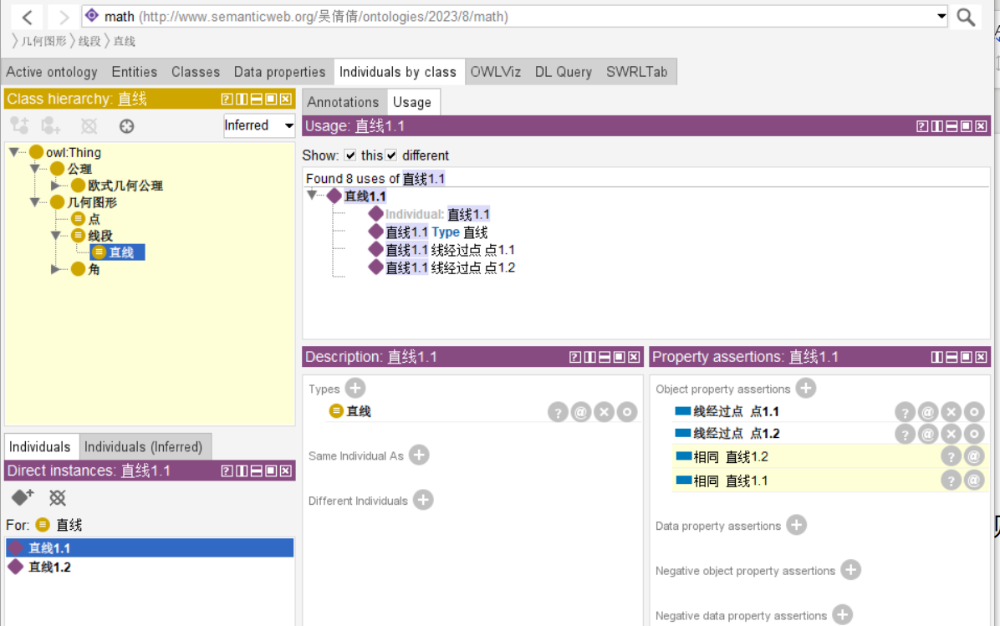 math (http://www.semanticweb.org/吴倩倩/ontologies/2023/8/math)
〉几何图形〉线段〉直线
Active ontology Entities Classes Data properties Individuals by class OWLViz DL Query SWRLTab
Class hierarchy: 直线
Inferred
owl:Thing
公理
欧式几何公理
几何图形
点
线段
直线
角
Annotations Usage
Usage: 直线1.1
Show: this different
Found 8 uses of 直线1.1
直线1.1
Individual: 直线1.1
直线1.1 Type 直线
直线1.1 线经过点 点1.1
直线1.1 线经过点 点1.2
Individuals Individuals (Inferred)
Direct instances: 直线1.1
For: 直线
直线1.1
直线1.2
Description: 直线1.1
Types
直线
Same Individual As
Different Individuals
Property assertions: 直线1.1
Object property assertions
线经过点 点1.1
线经过点 点1.2
相同 直线1.2
相同 直线1.1
Data property assertions
Negative object property assertions
Negative data property assertions